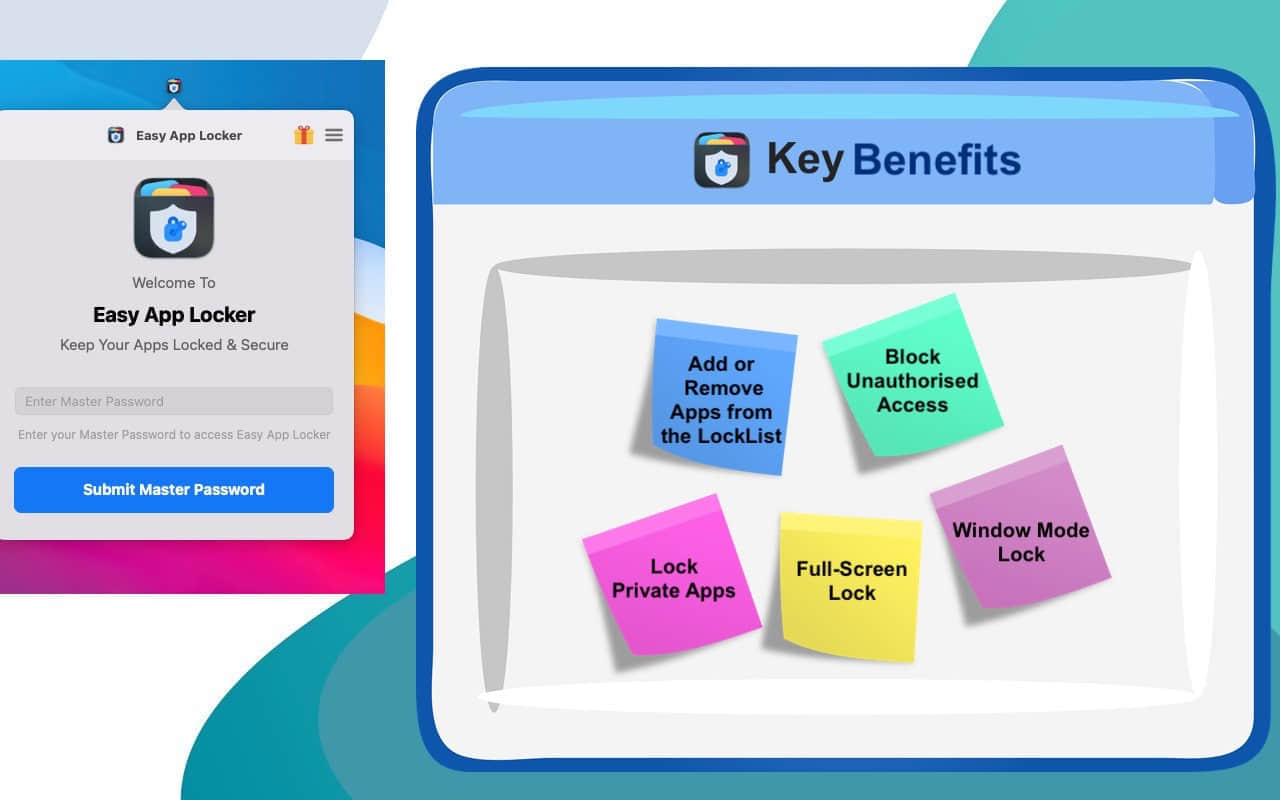 Easy App Locker
Welcome To
Easy App Locker
Keep Your Apps Locked & Secure
Enter Master Password
Enter your Master Password to access Easy App Locker
Submit Master Password
Key Benefits
Add or
Remove
Apps from
the LockList
Block
Unauthorised
Access
Lock
Private Apps
Full-Screen
Lock
Window Mode
Lock